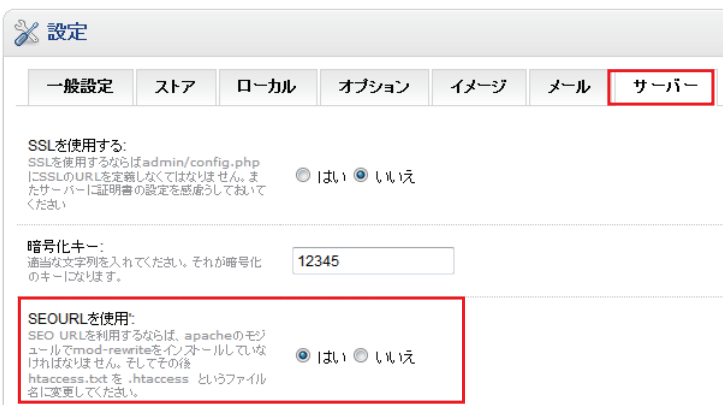 設定
一般設定 ストア ローカル オプション イメージ メール サーバー
SSLを使用する:
SSLを使用するならばadmin/config.php
にSSLのURLを定義しなくてはなりません。ま
たサーバーに証明書の設定を感慮うしておいて
ください
はい いいえ
暗号化キー:
適当な文字列を入れてください。それが暗号化
のキーになります。
12345
SEOURLを使用':
SEO URLを利用するならば、apacheのモジ
ュールでmod-rewriteをインストールしていな
ければなりません。そしてその後
htaccess.txt を .htaccess というファイル
名に変更してください。
はい いいえ